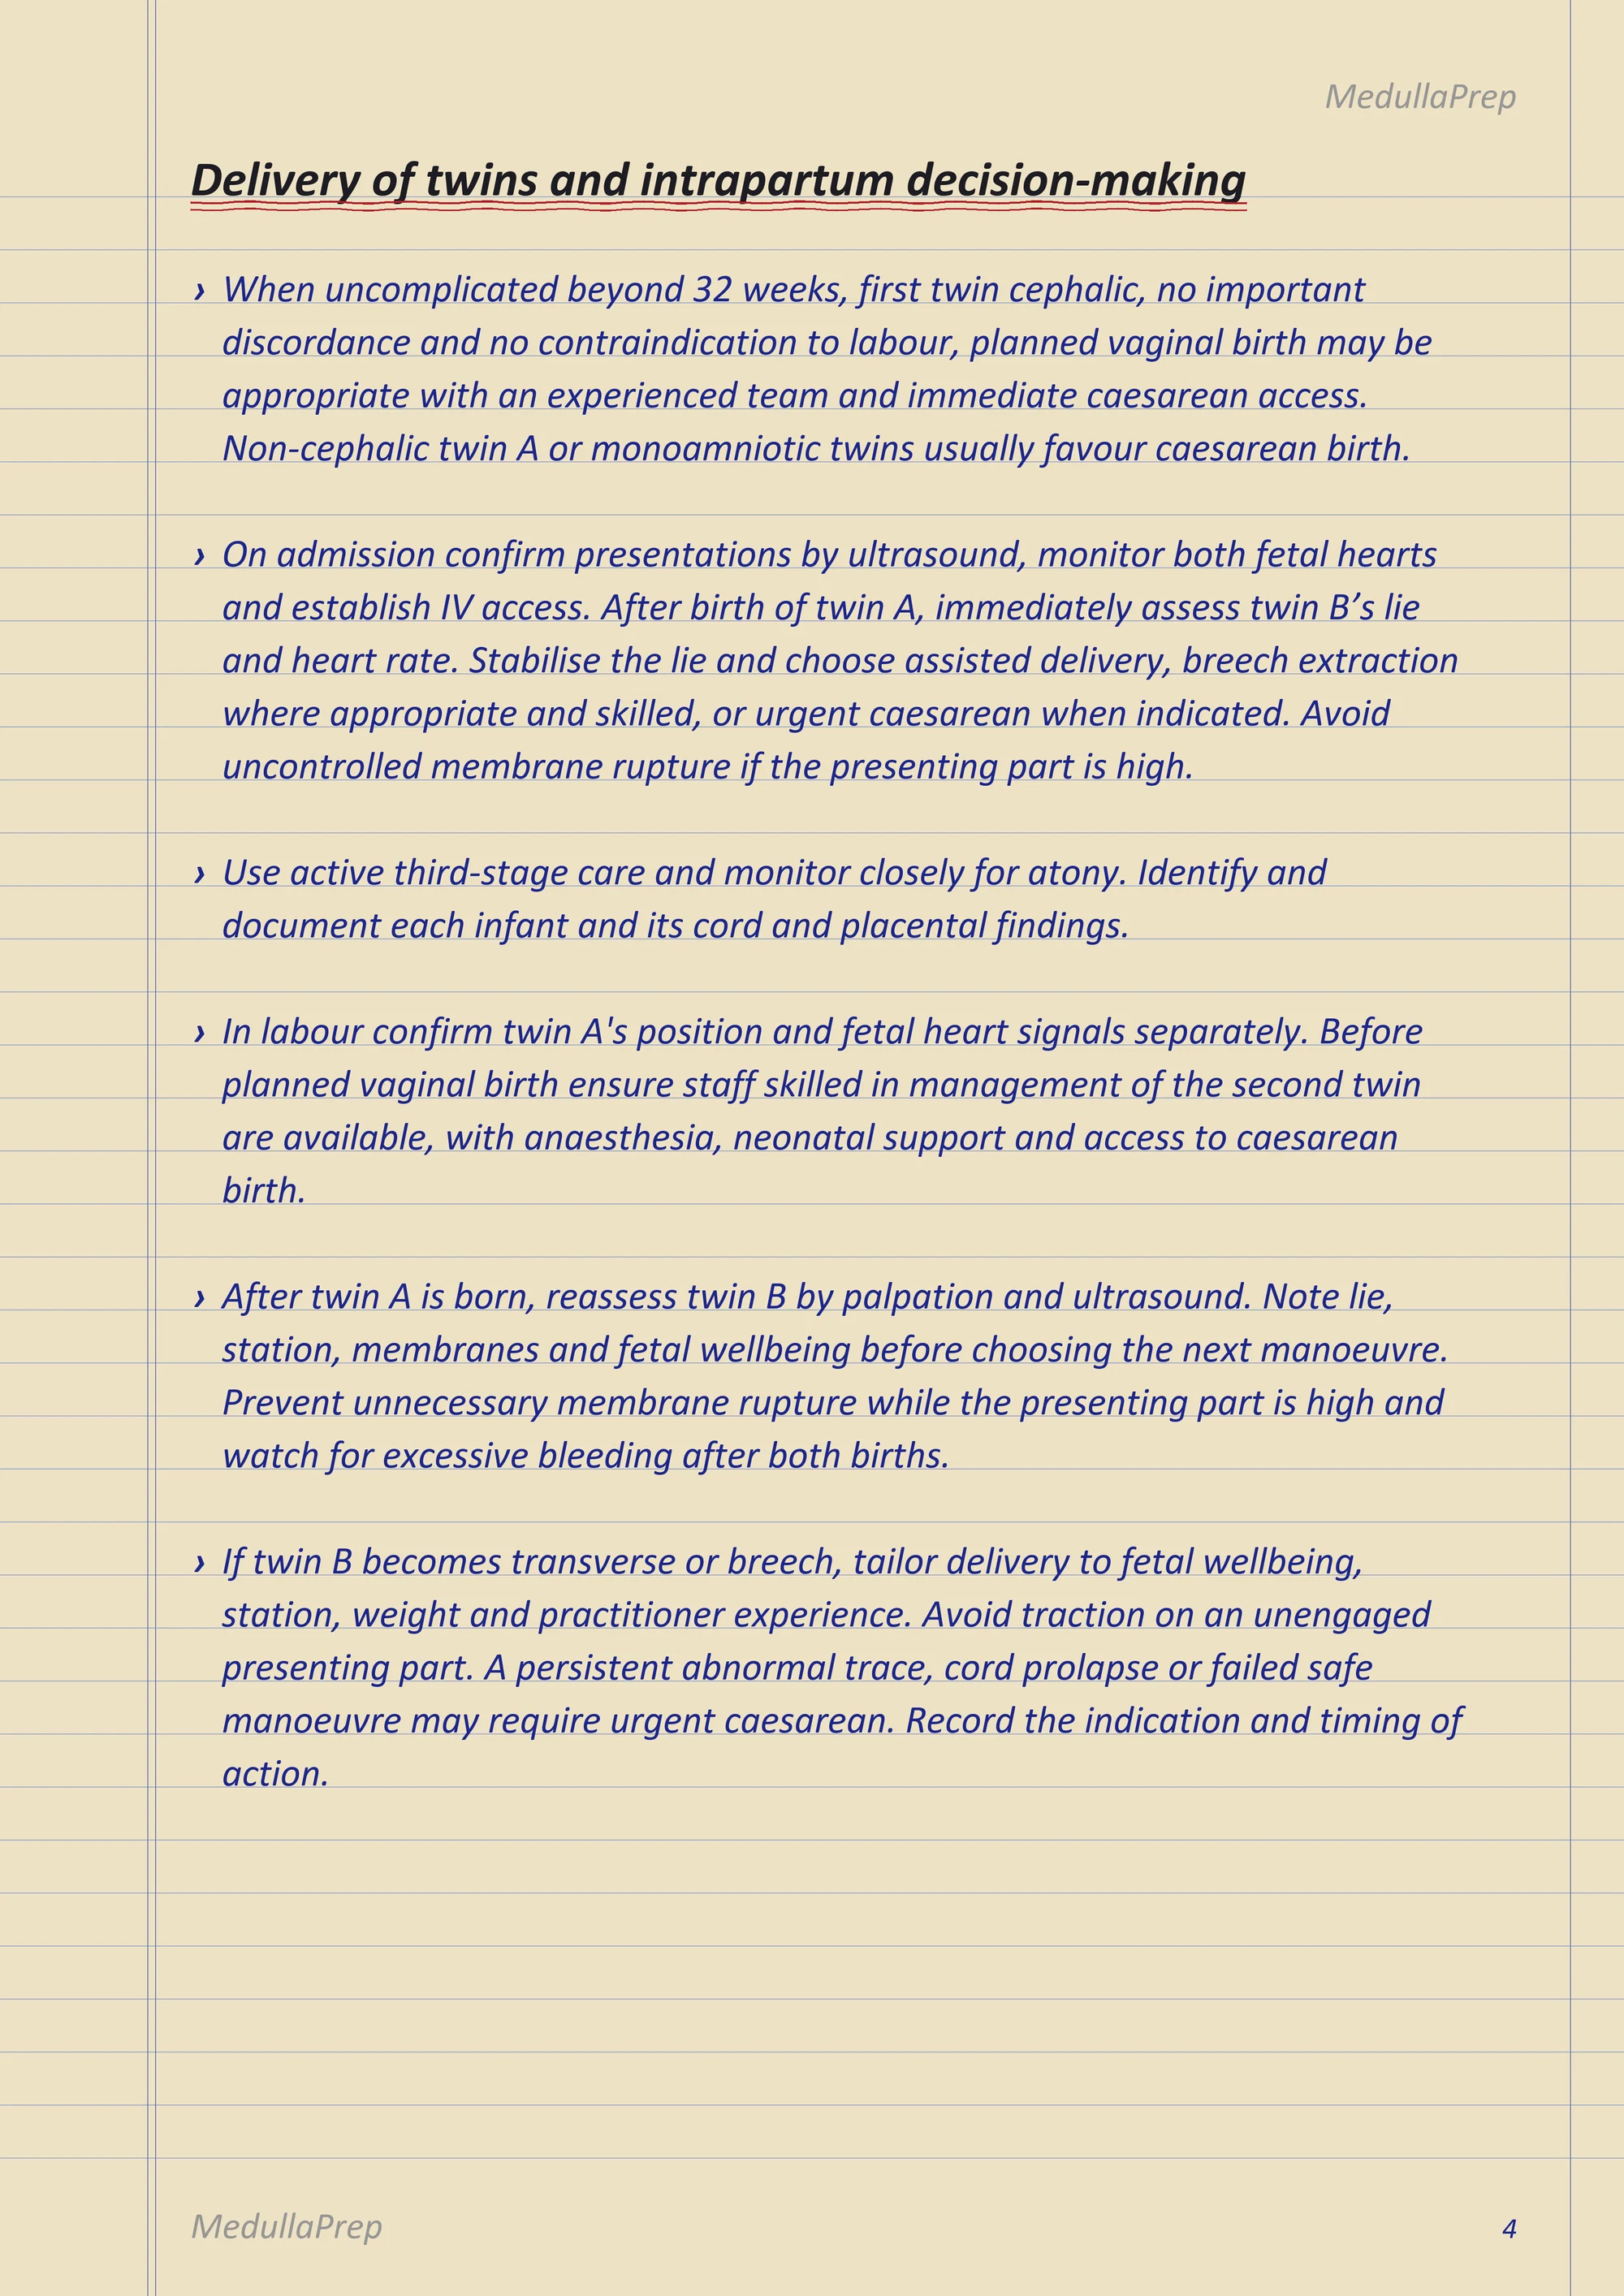 MedullaPrep
Delivery of twins and intrapartum decision-making
› When uncomplicated beyond 32 weeks, first twin cephalic, no important
discordance and no contraindication to labour, planned vaginal birth may be
appropriate with an experienced team and immediate caesarean access.
Non-cephalic twin A or monoamniotic twins usually favour caesarean birth.
› On admission confirm presentations by ultrasound, monitor both fetal hearts
and establish IV access. After birth of twin A, immediately assess twin B’s lie
and heart rate. Stabilise the lie and choose assisted delivery, breech extraction
where appropriate and skilled, or urgent caesarean when indicated. Avoid
uncontrolled membrane rupture if the presenting part is high.
› Use active third-stage care and monitor closely for atony. Identify and
document each infant and its cord and placental findings.
› In labour confirm twin A's position and fetal heart signals separately. Before
planned vaginal birth ensure staff skilled in management of the second twin
are available, with anaesthesia, neonatal support and access to caesarean
birth.
› After twin A is born, reassess twin B by palpation and ultrasound. Note lie,
station, membranes and fetal wellbeing before choosing the next manoeuvre.
Prevent unnecessary membrane rupture while the presenting part is high and
watch for excessive bleeding after both births.
› If twin B becomes transverse or breech, tailor delivery to fetal wellbeing,
station, weight and practitioner experience. Avoid traction on an unengaged
presenting part. A persistent abnormal trace, cord prolapse or failed safe
manoeuvre may require urgent caesarean. Record the indication and timing of
action.
MedullaPrep
4